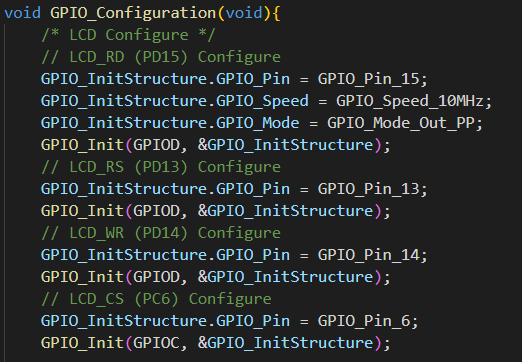 void GPIO_Configuration(void){
    /* LCD Configure */
    // LCD_RD (PD15) Configure
    GPIO_InitStructure.GPIO_Pin = GPIO_Pin_15;
    GPIO_InitStructure.GPIO_Speed = GPIO_Speed_10MHz;
    GPIO_InitStructure.GPIO_Mode = GPIO_Mode_Out_PP;
    GPIO_Init(GPIOD, &GPIO_InitStructure);
    // LCD_RS (PD13) Configure
    GPIO_InitStructure.GPIO_Pin = GPIO_Pin_13;
    GPIO_Init(GPIOD, &GPIO_InitStructure);
    // LCD_WR (PD14) Configure
    GPIO_InitStructure.GPIO_Pin = GPIO_Pin_14;
    GPIO_Init(GPIOD, &GPIO_InitStructure);
    // LCD_CS (PC6) Configure
    GPIO_InitStructure.GPIO_Pin = GPIO_Pin_6;
    GPIO_Init(GPIOC, &GPIO_InitStructure);